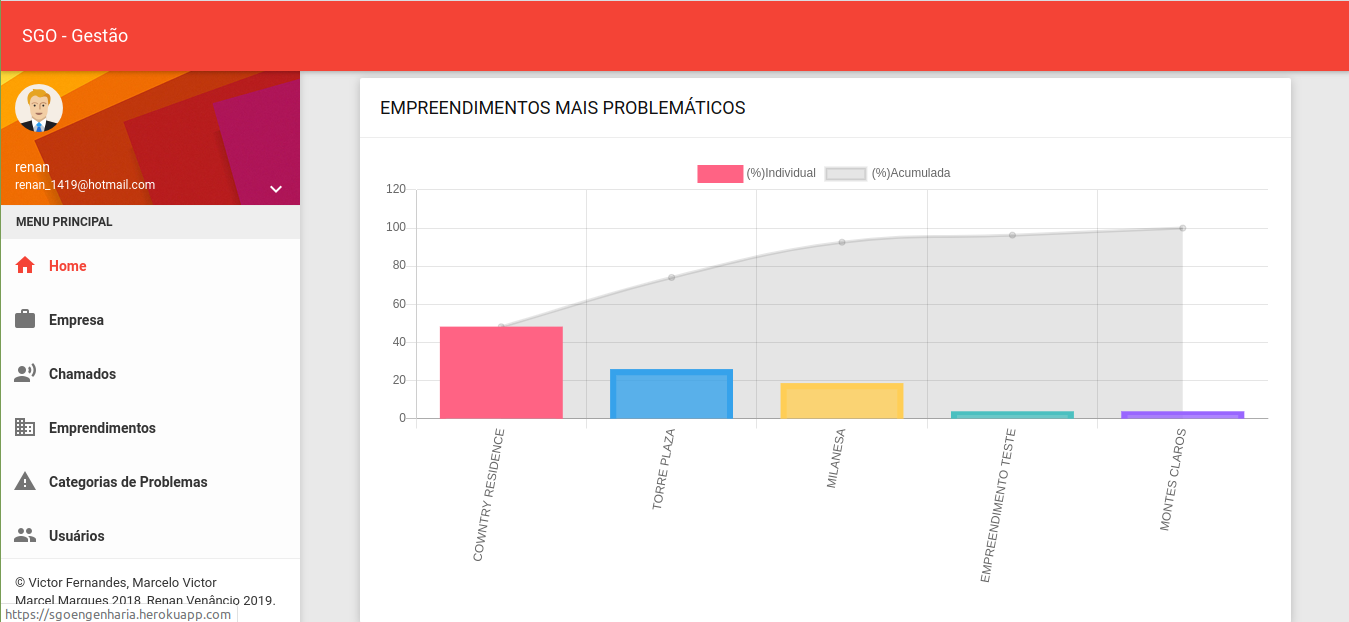 SGO - Gestão
renan
renan_1419@hotmail.com
MENU PRINCIPAL
Home
Empresa
Chamados
Emprendimentos
Categorias de Problemas
Usuários
© Victor Fernandes, Marcelo Victor
Marcel Marques 2018, Renan Venâncio 2019.
https://sgoengenharia.herokuapp.com
EMPREENDIMENTOS MAIS PROBLEMÁTICOS
(%)Individual (%)Acumulada
120
100
80
60
40
20
0
COWNTRY RESIDENCE
TORRE PLAZA
MILANESA
EMPREENDIMENTO TESTE
MONTES CLAROS